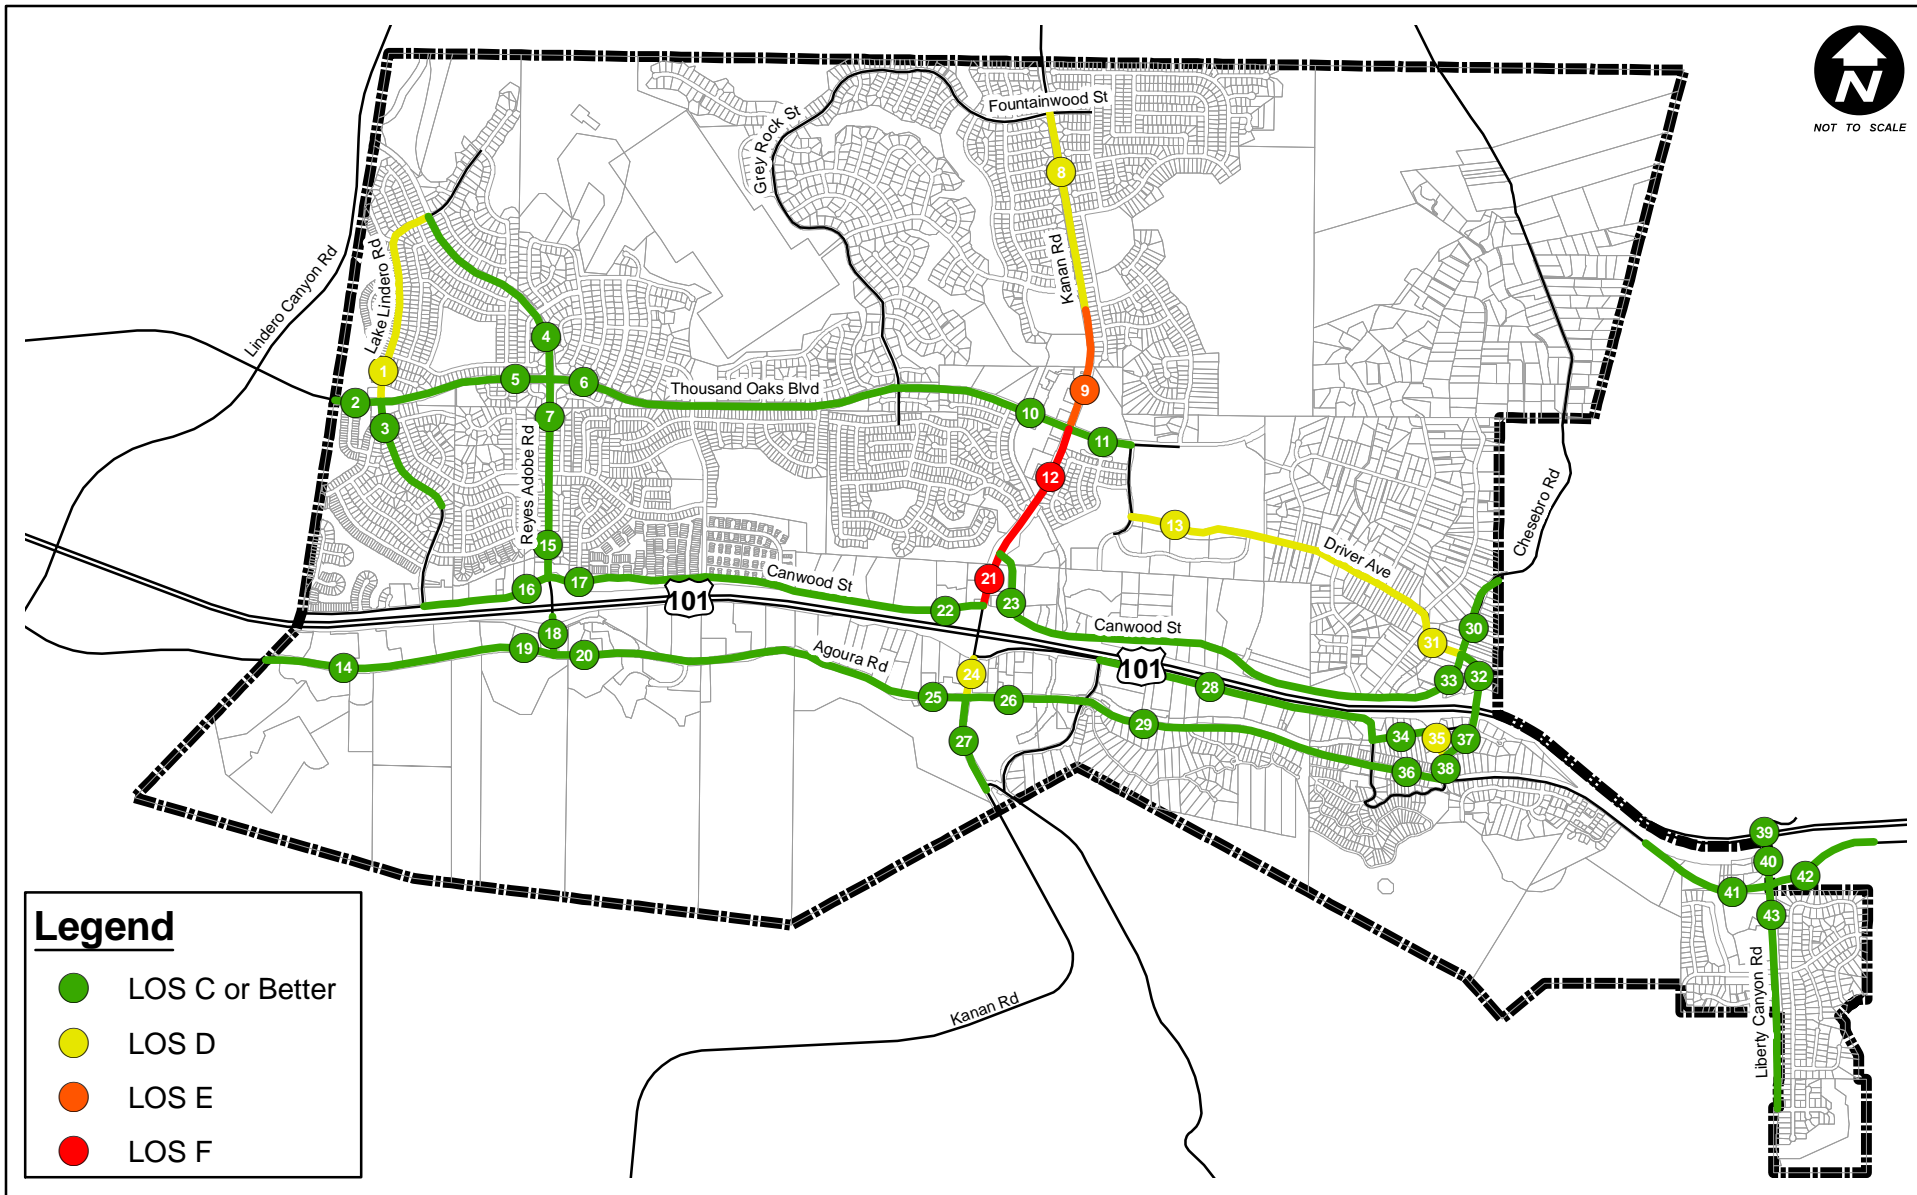 N
NOT TO SCALE
Fountainwood St
Grey Rock St
8
Kanan Rd
Lindero Canyon Rd
Lake Lindero Rd
4
1
5
6
Thousand Oaks Blvd
9
2
3
7
10
11
Reyes Adobe Rd
12
Chesebro Rd
13
Driver Ave
15
16
17
Canwood St
101
21
22
23
Canwood St
30
31
18
19
20
14
Agoura Rd
24
101
28
33
32
25
26
27
29
34
35
37
36
38
39
40
41
42
43
Liberty Canyon Rd
Kanan Rd
Legend
LOS C or Better
LOS D
LOS E
LOS F